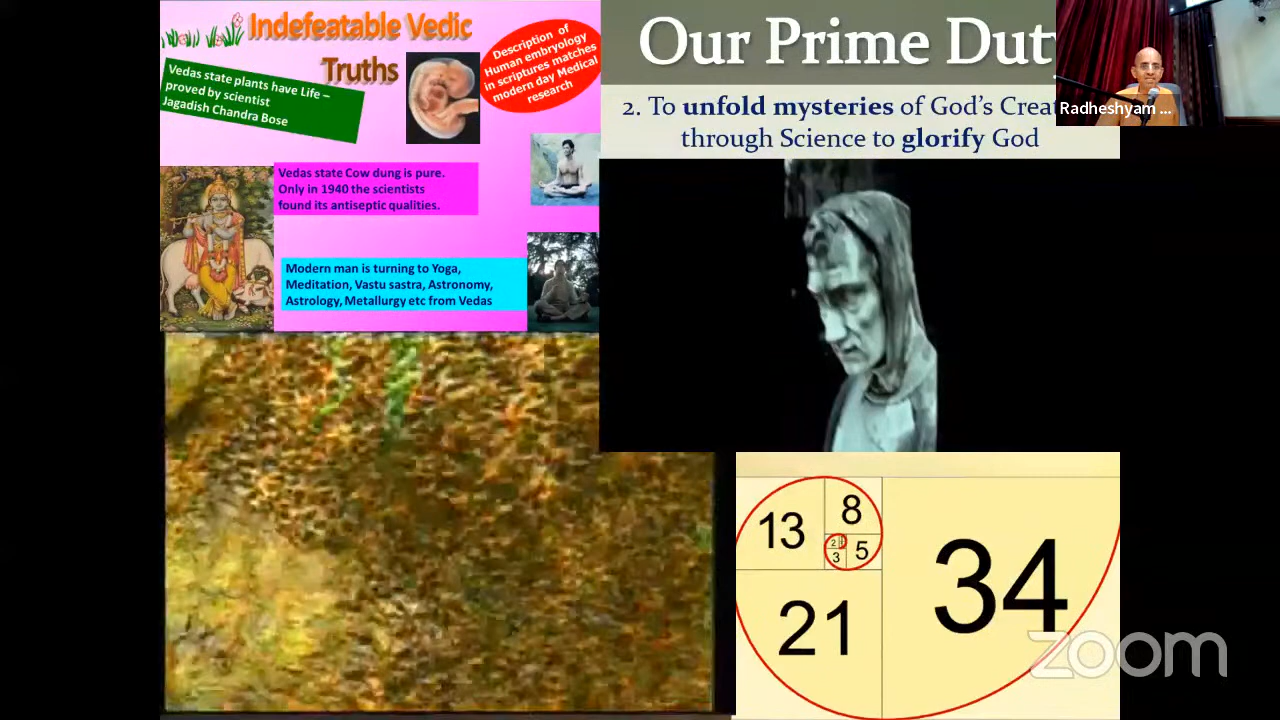 Indefeatable Vedic
Truths
Vedas state plants have Life –
proved by scientist
Jagadish Chandra Bose
Description of
Human embryology
in scriptures matches
modern day Medical
research
Vedas state Cow dung is pure.
Only in 1940 the scientists
found its antiseptic qualities.
Modern man is turning to Yoga,
Meditation, Vastu sastra, Astronomy,
Astrology, Metallurgy etc from Vedas
Our Prime Dut
2. To unfold mysteries of God's Creat
through Science to glorify God
Radheshyam ...
13
8
2
3
5
21
34
zoom